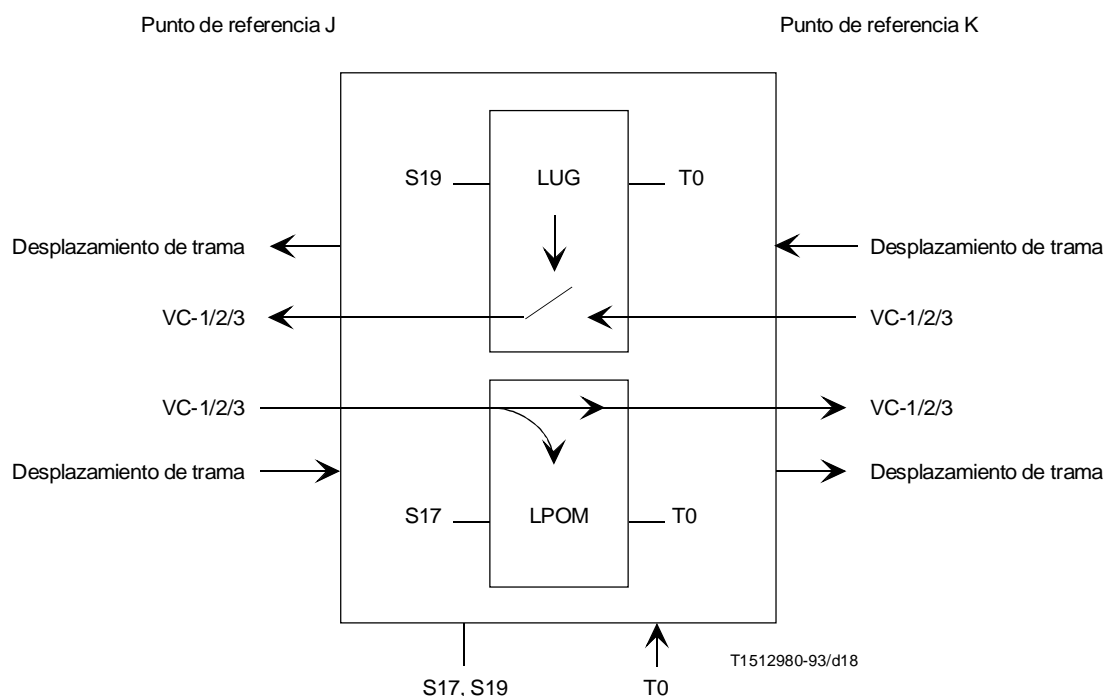 Punto de referencia J
Punto de referencia K
S19
LUG
T0
Desplazamiento de trama
Desplazamiento de trama
VC-1/2/3
VC-1/2/3
VC-1/2/3
VC-1/2/3
Desplazamiento de trama
Desplazamiento de trama
S17
LPOM
T0
T1512980-93/d18
S17, S19
T0